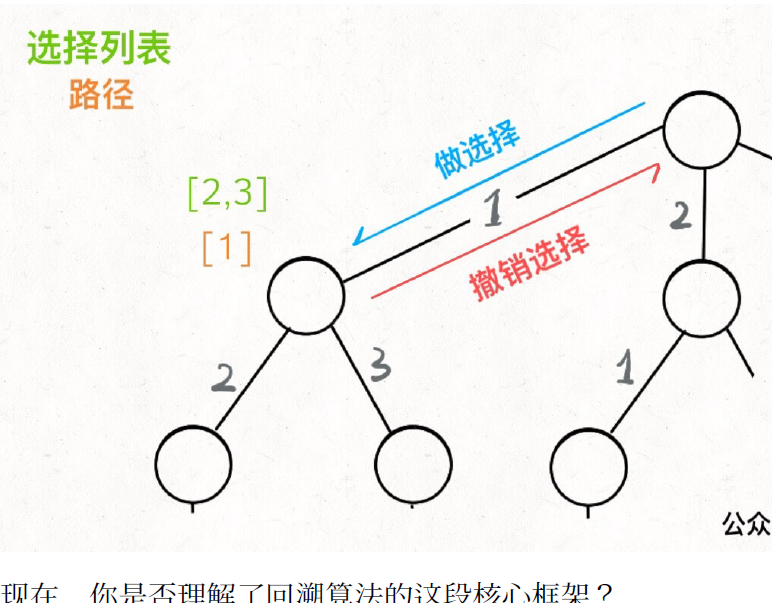 选择列表
路径
做选择
[2,3]
1
[1]
2
撤销选择
2
3
1
公众
现在，你是否理解了回溯算法的这段核心框架？